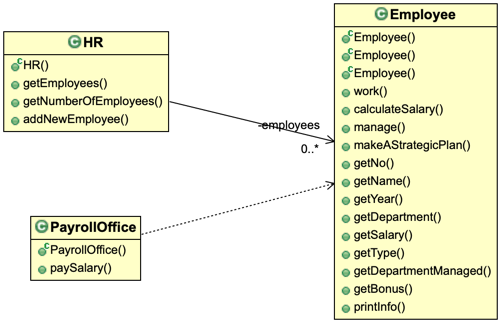 HR
HR()
getEmployees()
getNumberOfEmployees()
addNewEmployee()
-employees
0..*
PayrollOffice
PayrollOffice()
paySalary()
Employee
Employee()
Employee()
Employee()
work()
calculateSalary()
manage()
makeAStrategicPlan()
getNo()
getName()
getYear()
getDepartment()
getSalary()
getType()
getDepartmentManaged()
getBonus()
printInfo()